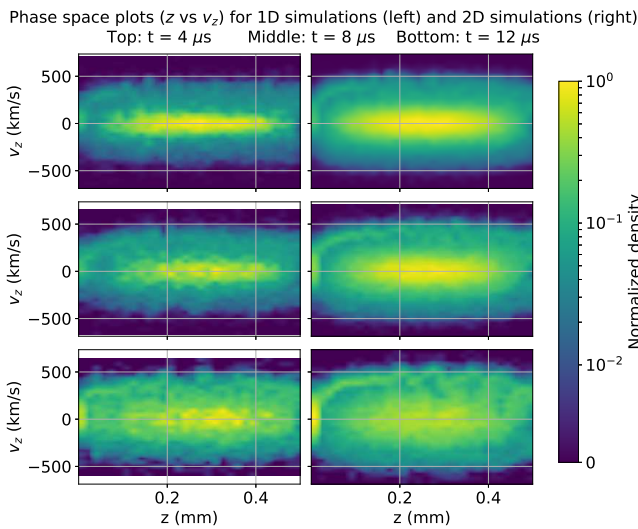 Phase space plots (z vs v_z) for 1D simulations (left) and 2D simulations (right)
Top: t = 4 μs Middle: t = 8 μs Bottom: t = 12 μs
v_z (km/s)
500
0
−500
v_z (km/s)
500
0
−500
v_z (km/s)
500
0
−500
0.2
0.4
z (mm)
0.2
0.4
z (mm)
10^0
10^−1
10^−2
0
Normalized density